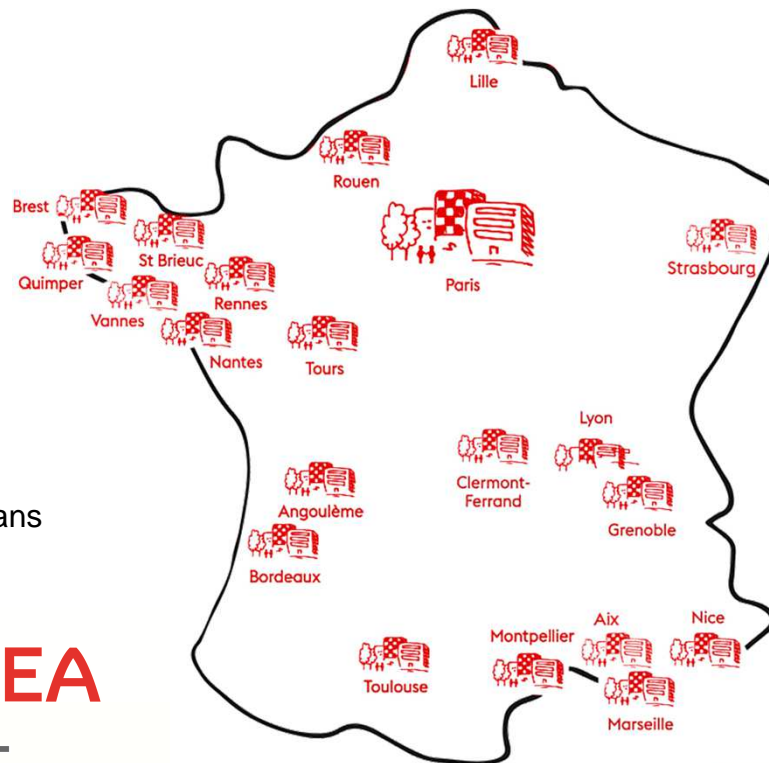 Lille
Rouen
Brest
St Brieuc
Paris
Strasbourg
Quimper
Rennes
Vannes
Nantes
Tours
Lyon
Clermont-
Ferrand
Angoulême
ans
Grenoble
Bordeaux
Aix
Nice
Montpellier
EA
Toulouse
Marseille